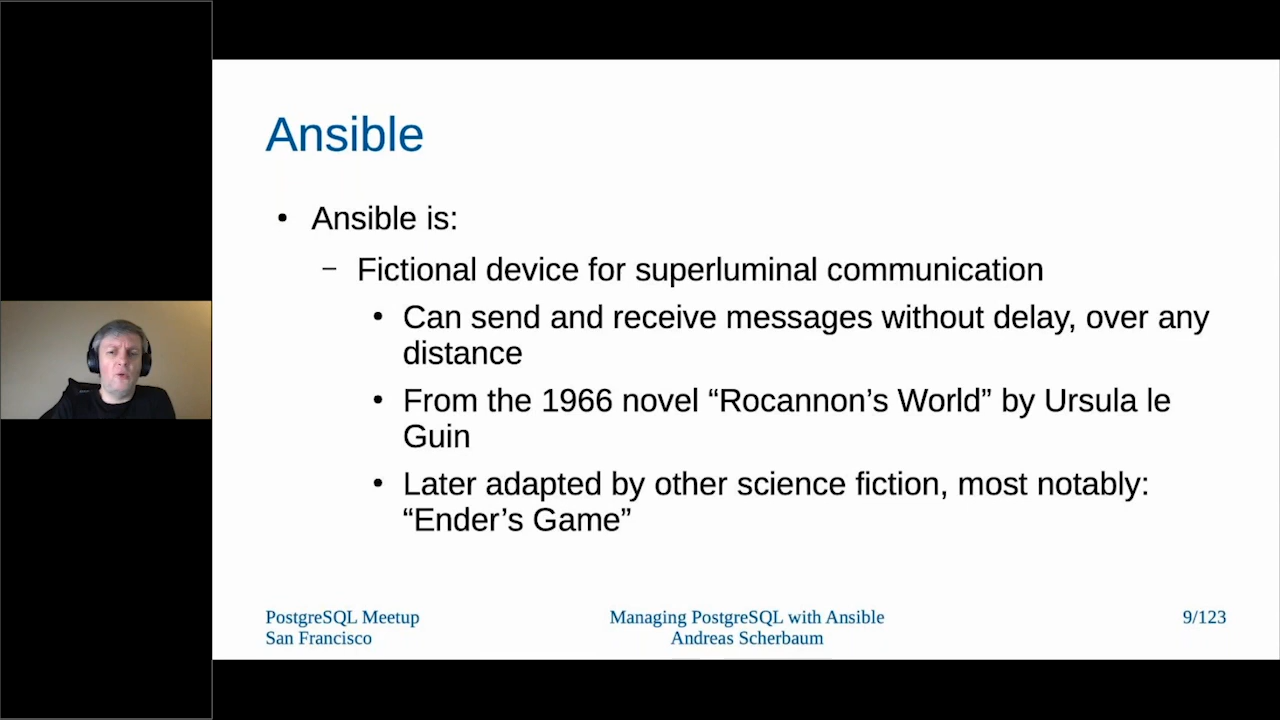 Ansible
• Ansible is:
– Fictional device for superluminal communication
• Can send and receive messages without delay, over any
distance
• From the 1966 novel “Rocannon’s World” by Ursula le
Guin
• Later adapted by other science fiction, most notably:
“Ender’s Game”
PostgreSQL Meetup
San Francisco
Managing PostgreSQL with Ansible
Andreas Scherbaum
9/123